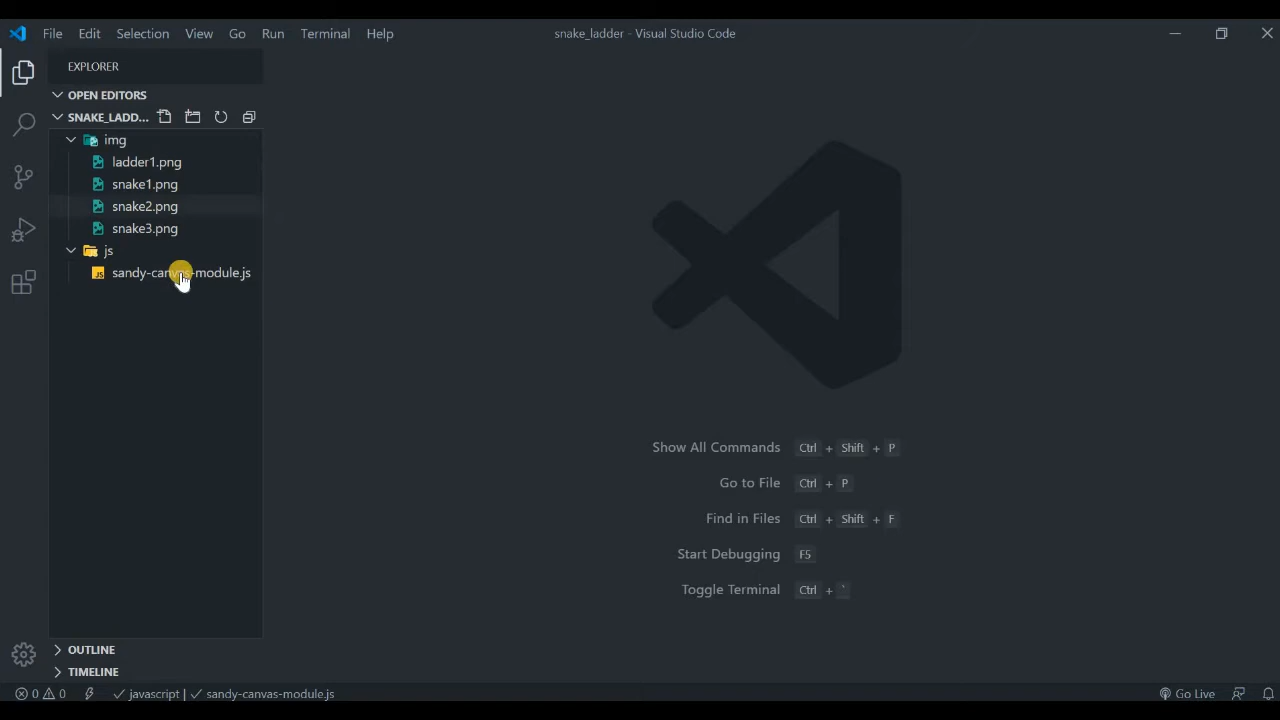 File Edit Selection View Go Run Terminal Help
snake_ladder - Visual Studio Code
EXPLORER
OPEN EDITORS
SNAKE_LADD...
img
ladder1.png
snake1.png
snake2.png
snake3.png
js
JS sandy-canvas-module.js
Show All Commands Ctrl + Shift + P
Go to File Ctrl + P
Find in Files Ctrl + Shift + F
Start Debugging F5
Toggle Terminal Ctrl + `
OUTLINE
TIMELINE
0 0 javascript | sandy-canvas-module.js Go Live